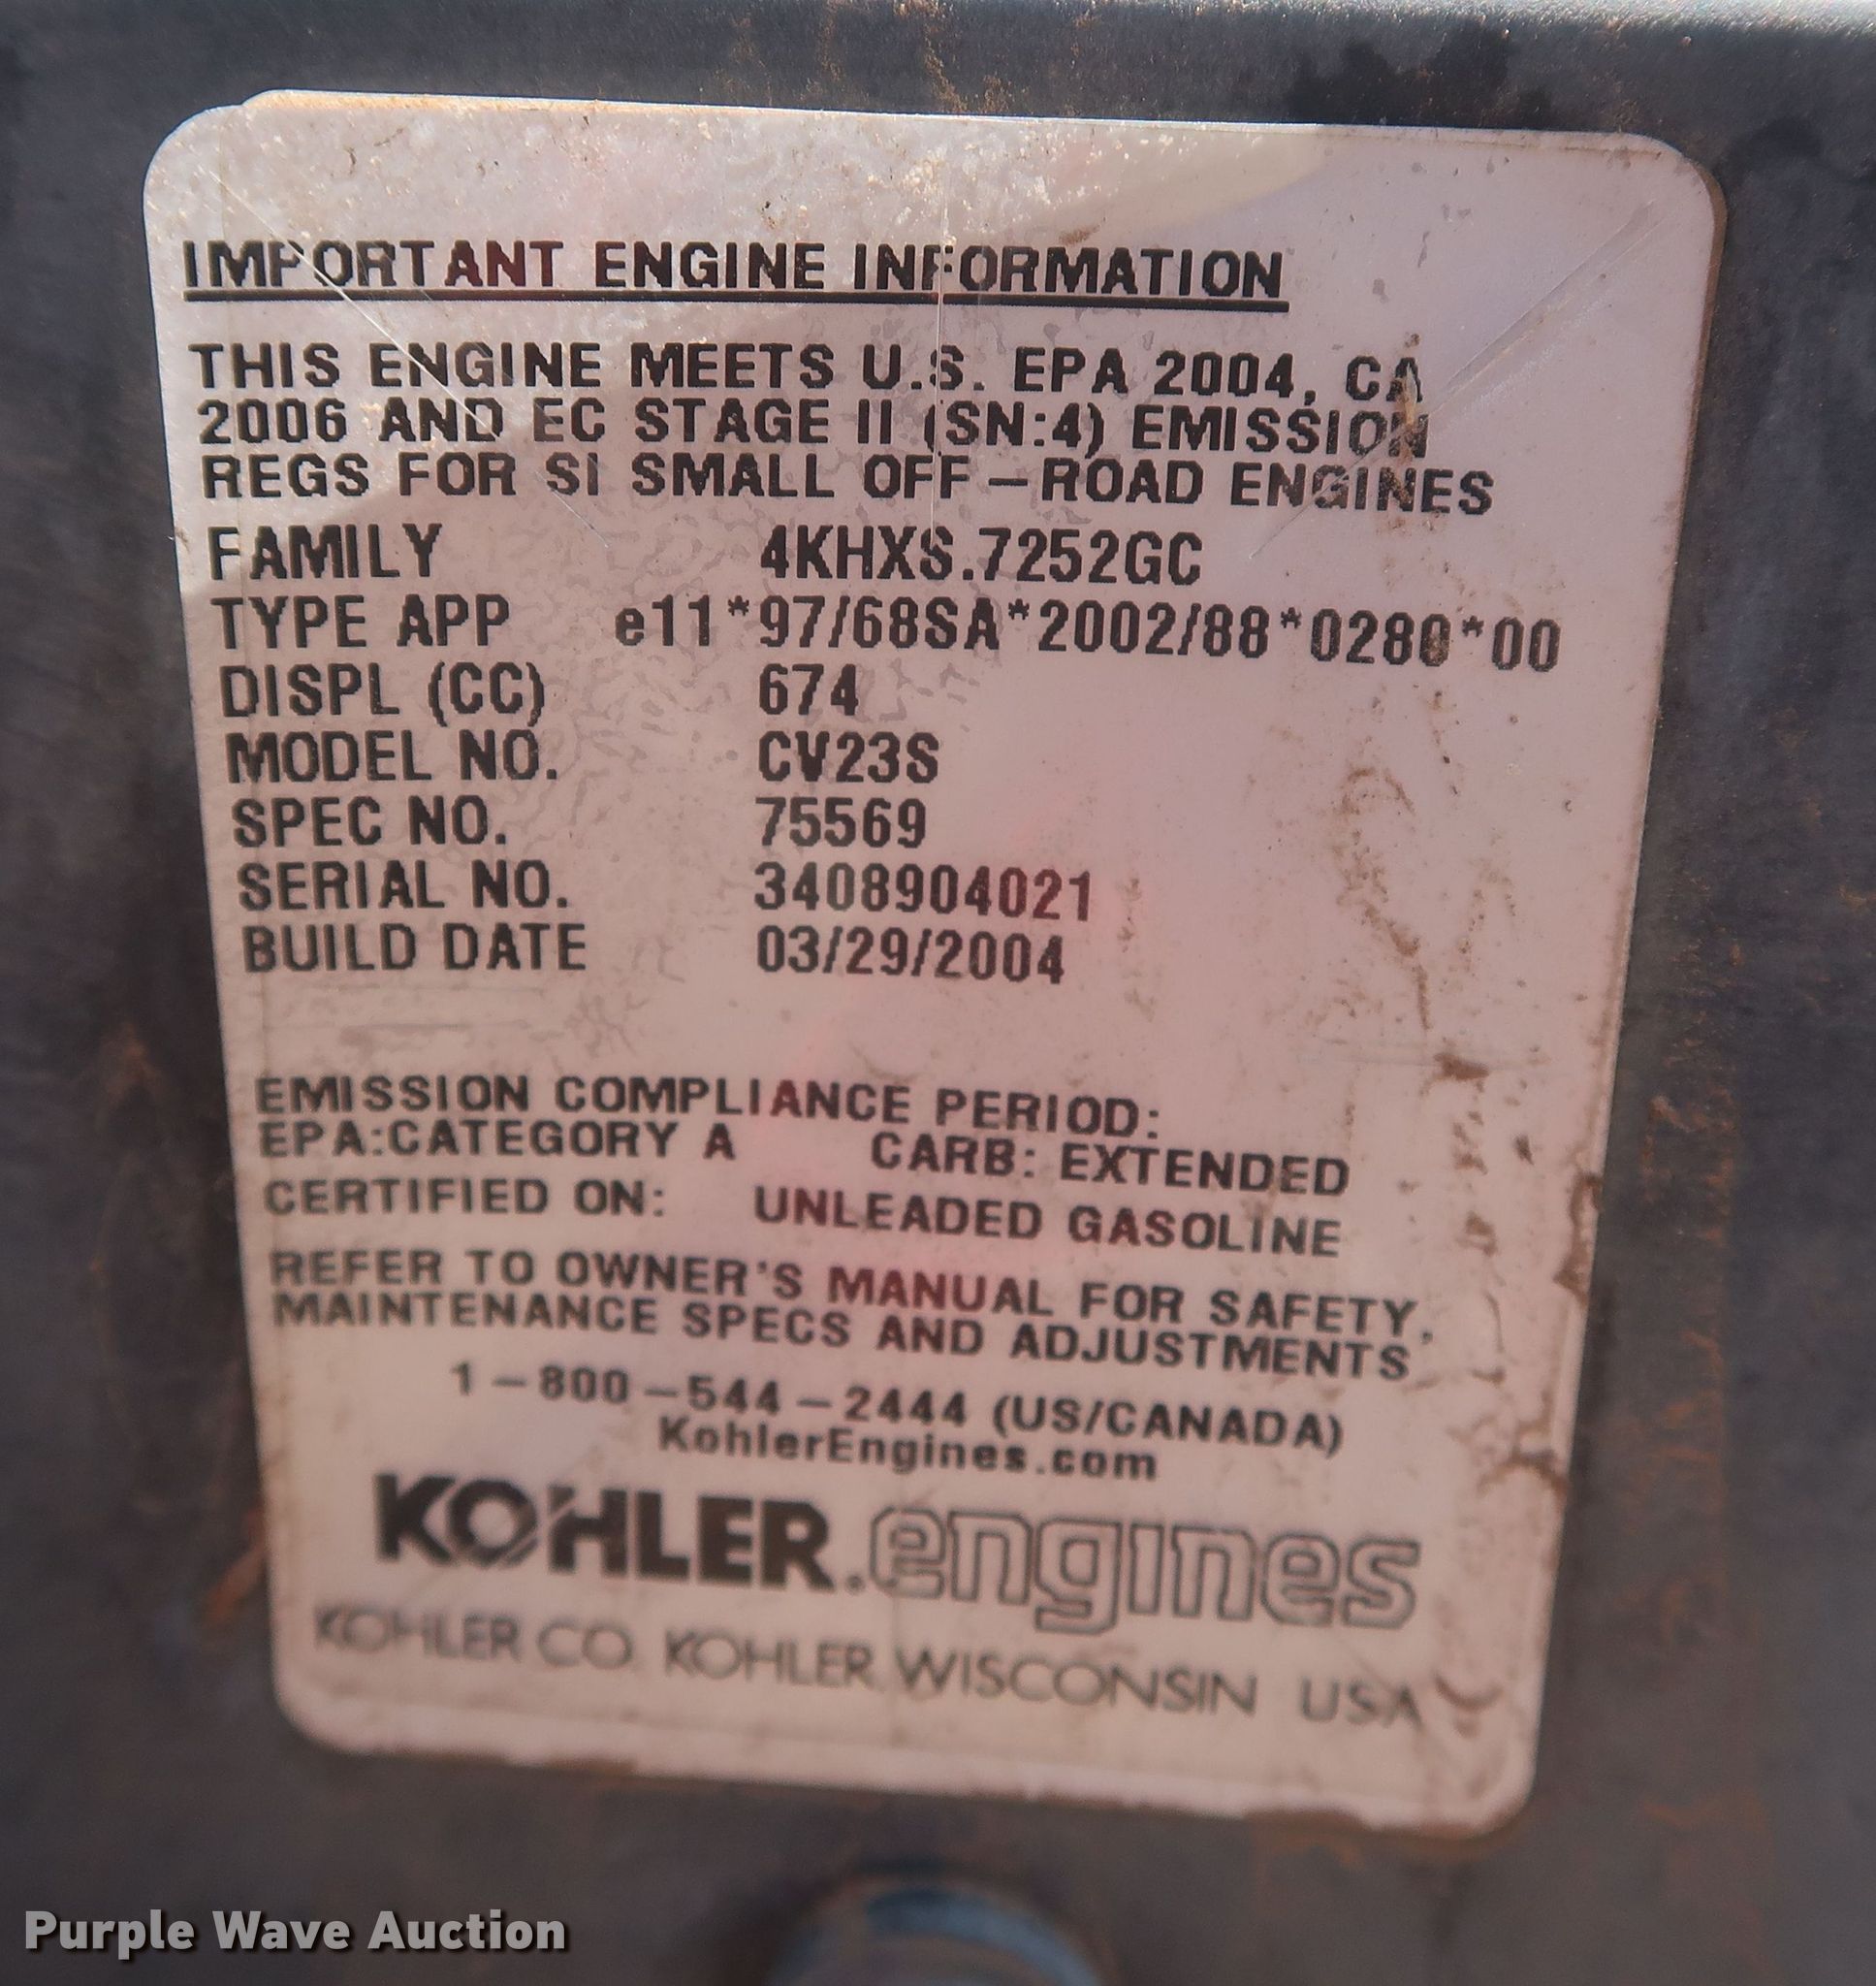 IMPORTANT ENGINE INFORMATION
THIS ENGINE MEETS U.S. EPA 2004, CA
2006 AND EC STAGE II (SN:4) EMISSION
REGS FOR SI SMALL OFF-ROAD ENGINES
FAMILY 4KHXS.7252GC
TYPE APP e11*97/68SA*2002/88*0280*00
DISPL (CC) 674
MODEL NO. CV23S
SPEC NO. 75569
SERIAL NO. 3408904021
BUILD DATE 03/29/2004
EMISSION COMPLIANCE PERIOD:
EPA:CATEGORY A CARB: EXTENDED
CERTIFIED ON: UNLEADED GASOLINE
REFER TO OWNER'S MANUAL FOR SAFETY,
MAINTENANCE SPECS AND ADJUSTMENTS
1-800-544-2444 (US/CANADA)
KohlerEngines.com
KOHLER.engines
KOHLER CO. KOHLER, WISCONSIN USA
Purple Wave Auction